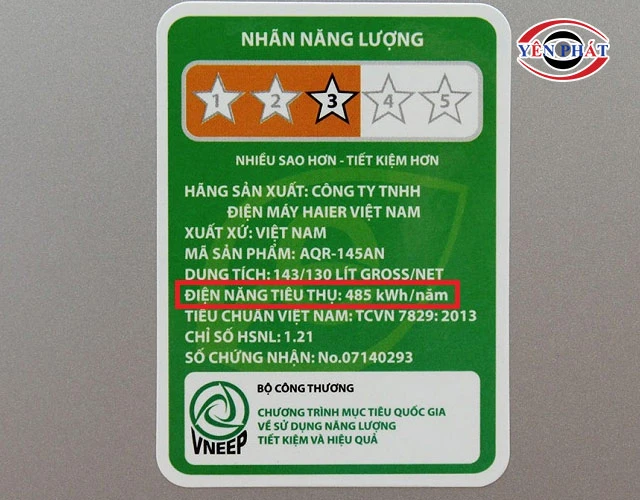 YÊN PHÁT
NHÃN NĂNG LƯỢNG
1 2 3 4 5
NHIỀU SAO HƠN - TIẾT KIỆM HƠN
HÃNG SẢN XUẤT: CÔNG TY TNHH
ĐIỆN MÁY HAIER VIỆT NAM
XUẤT XỨ: VIỆT NAM
MÃ SẢN PHẨM: AQR-145AN
DUNG TÍCH: 143/130 LÍT GROSS/NET
ĐIỆN NĂNG TIÊU THỤ: 485 kWh/năm
TIÊU CHUẨN VIỆT NAM: TCVN 7829: 2013
CHỈ SỐ HSNL: 1.21
SỐ CHỨNG NHẬN: No.07140293
BỘ CÔNG THƯƠNG
CHƯƠNG TRÌNH MỤC TIÊU QUỐC GIA
VỀ SỬ DỤNG NĂNG LƯỢNG
TIẾT KIỆM VÀ HIỆU QUẢ
VNEEP